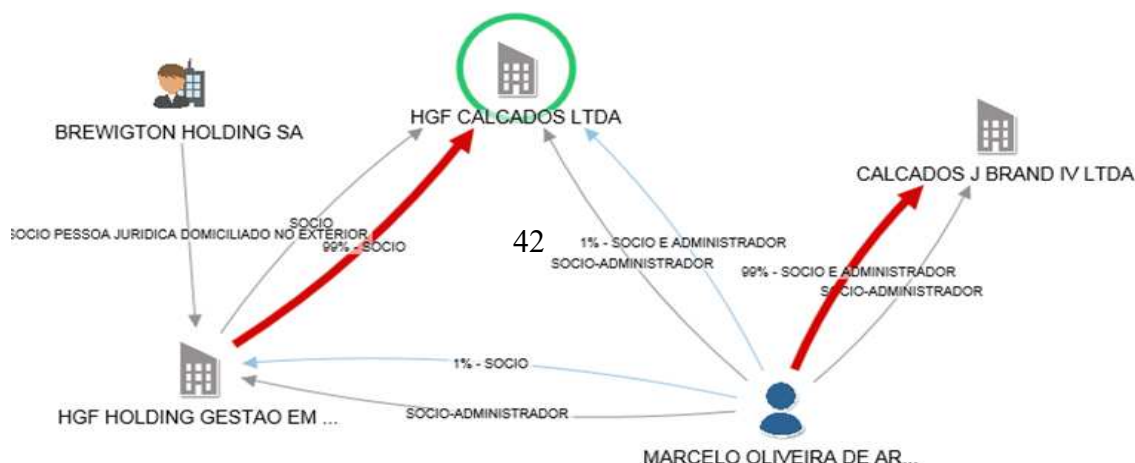 HGF CALCADOS LTDA
BREWIGTON HOLDING SA
CALCADOS J BRAND IV LTDA
SOCIO
SOCIO PESSOA JURIDICA DOMICILIADO NO EXTERIOR
99% - SOCIO
42
1% - SOCIO E ADMINISTRADOR
SOCIO-ADMINISTRADOR
99% - SOCIO E ADMINISTRADOR
SOCIO-ADMINISTRADOR
1% - SOCIO
HGF HOLDING GESTAO EM ...
SOCIO-ADMINISTRADOR
MARCELO OLIVEIRA DE AR...